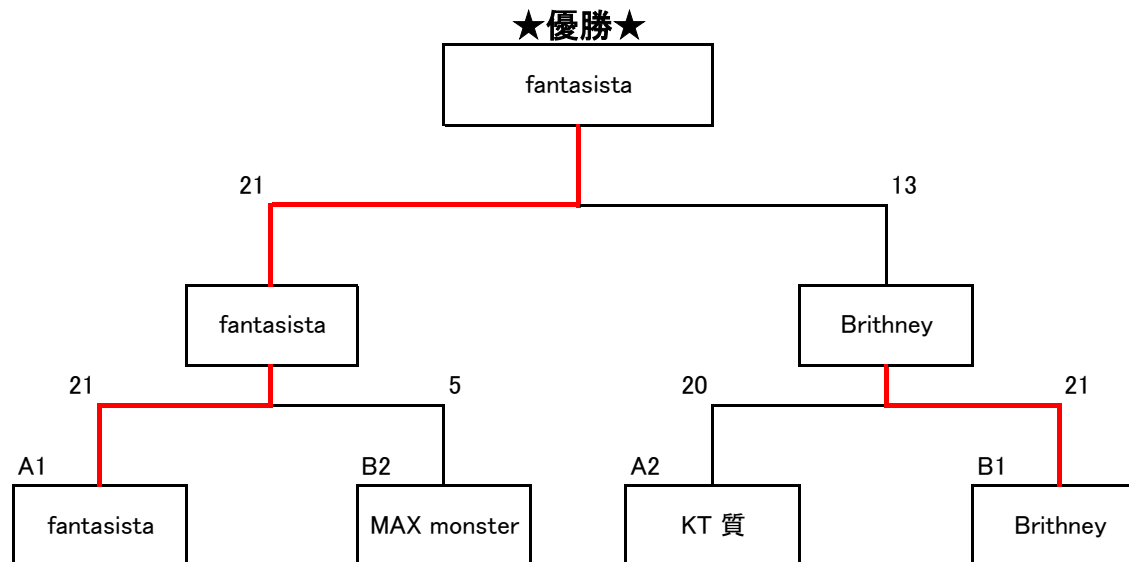 ★優勝★
fantasista
21 13
fantasista Brithney
21 5 20 21
A1 B2 A2 B1
fantasista MAX monster KT 質 Brithney